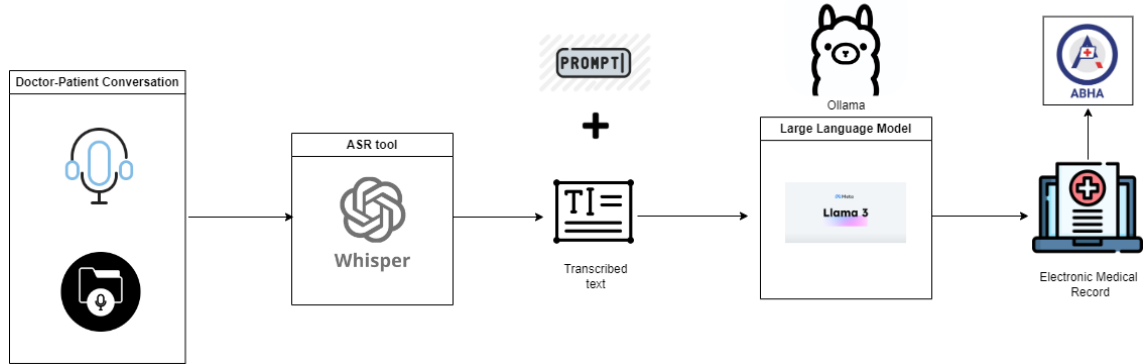 Doctor-Patient Conversation
ASR tool
Whisper
PROMPT
TI
Transcribed
text
Ollama
Large Language Model
Meta
Llama 3
ABHA
Electronic Medical
Record